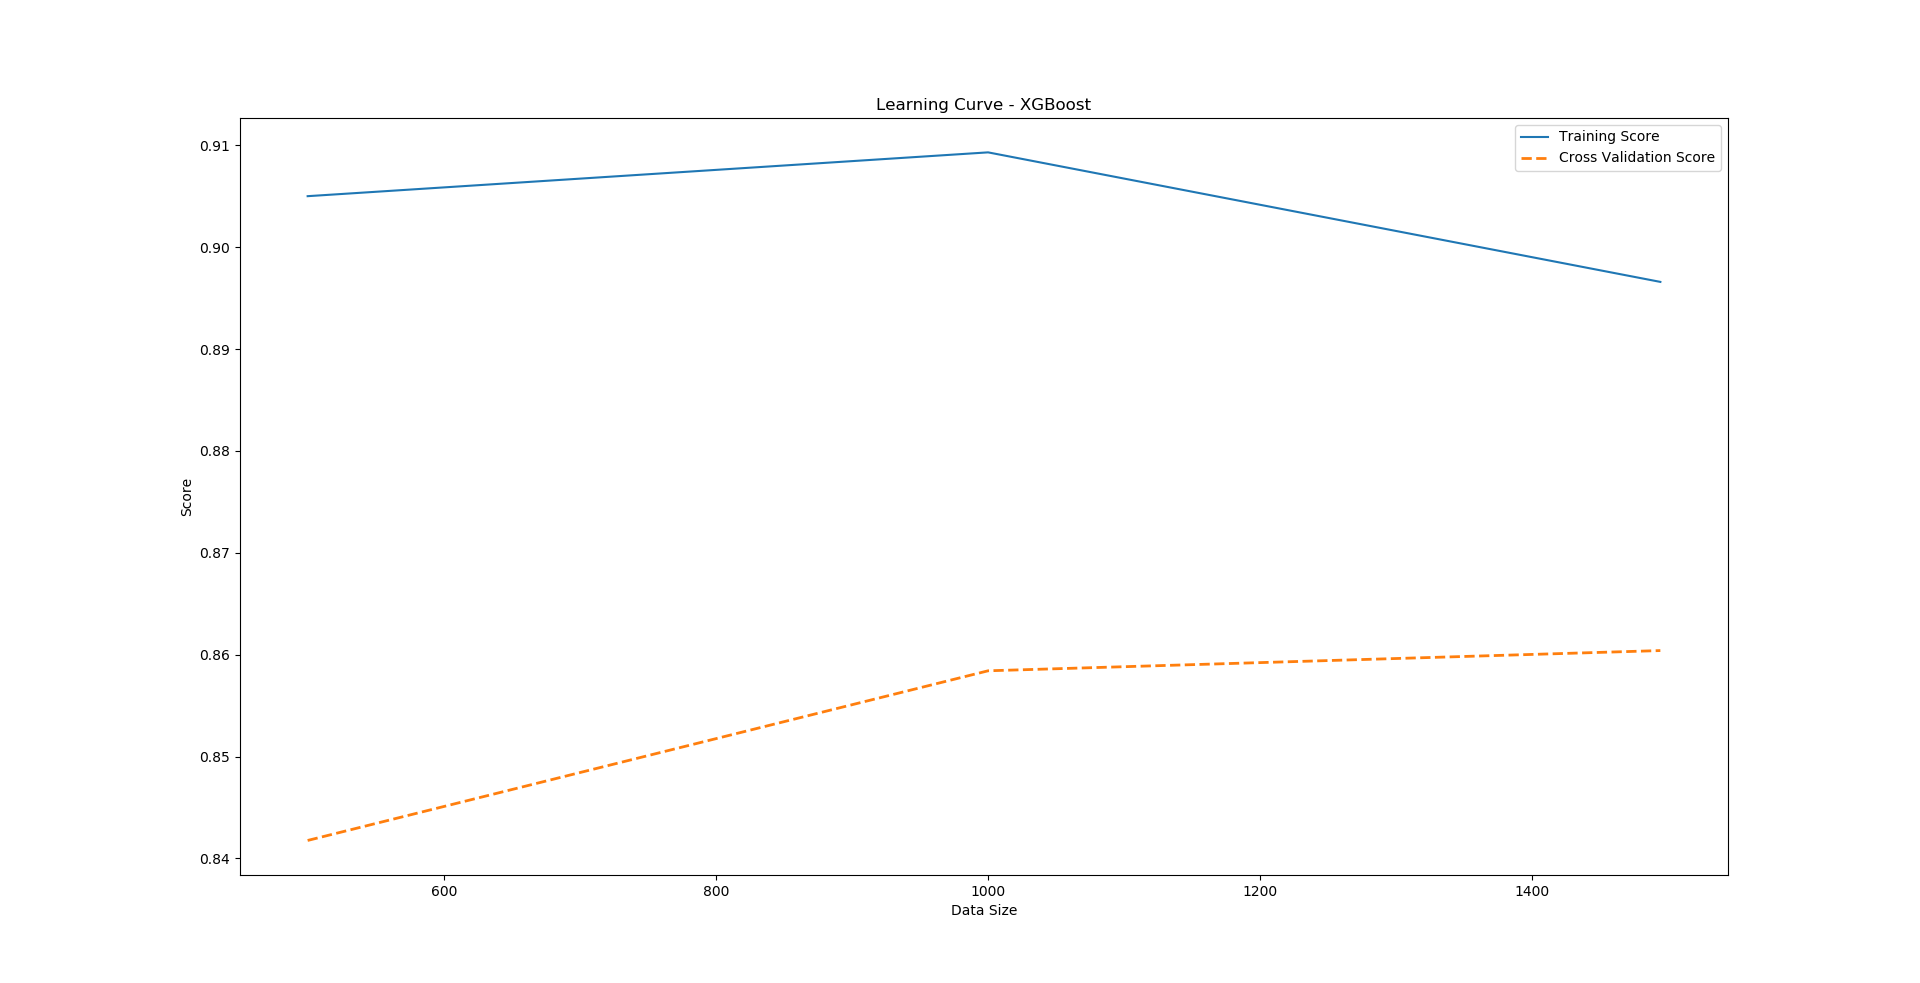 Learning Curve - XGBoost
Training Score
Cross Validation Score
0.91
0.90
0.89
0.88
0.87
0.86
0.85
0.84
Score
600 800 1000 1200 1400
Data Size